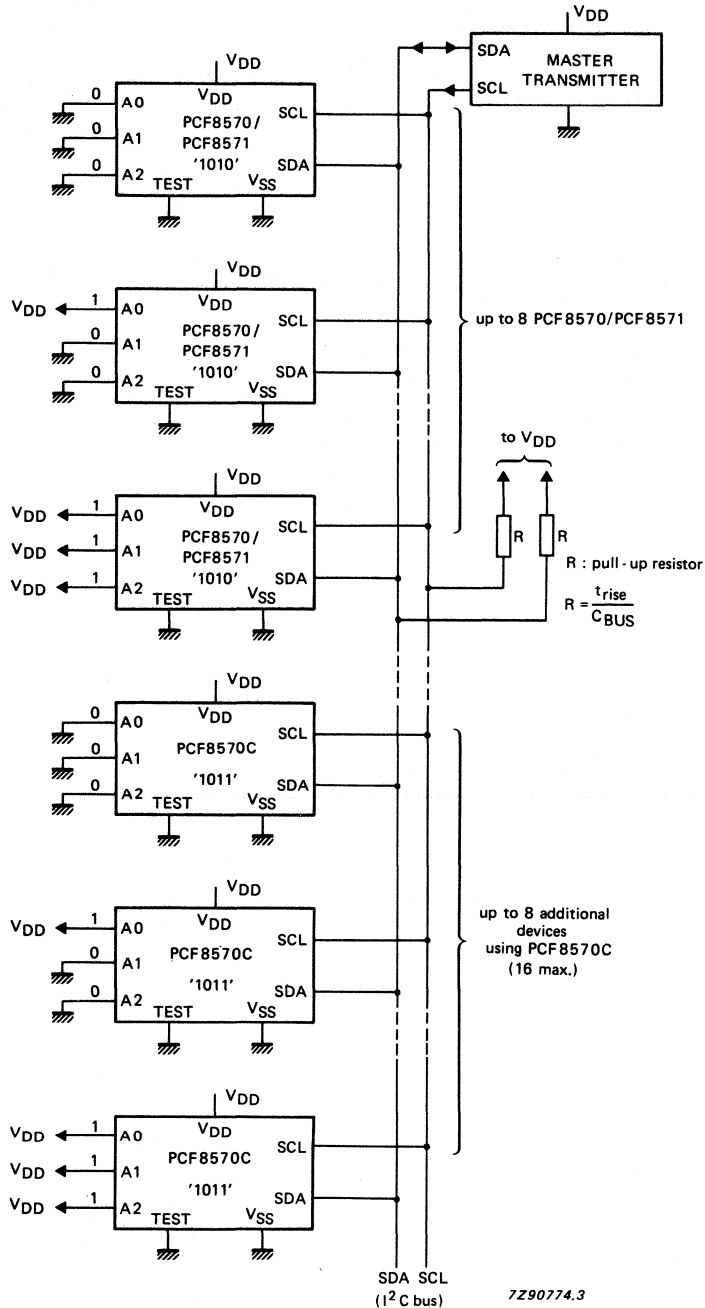 VDD
SDA
SCL
MASTER
TRANSMITTER
VDD
0 A0
0 A1
0 A2
VDD
PCF8570/
PCF8571
'1010'
SCL
SDA
TEST
VSS
VDD
VDD 1 A0
0 A1
0 A2
VDD
PCF8570/
PCF8571
'1010'
SCL
SDA
TEST
VSS
up to 8 PCF8570/PCF8571
to VDD
R
R
R : pull-up resistor
R = trise
CBUS
VDD
VDD 1 A0
VDD 1 A1
VDD 1 A2
VDD
PCF8570/
PCF8571
'1010'
SCL
SDA
TEST
VSS
VDD
0 A0
0 A1
0 A2
VDD
PCF8570C
'1011'
SCL
SDA
TEST
VSS
VDD
VDD 1 A0
0 A1
0 A2
VDD
PCF8570C
'1011'
SCL
SDA
TEST
VSS
up to 8 additional
devices
using PCF8570C
(16 max.)
VDD
VDD 1 A0
VDD 1 A1
VDD 1 A2
VDD
PCF8570C
'1011'
SCL
SDA
TEST
VSS
SDA SCL
(I²C bus)
7Z90774.3